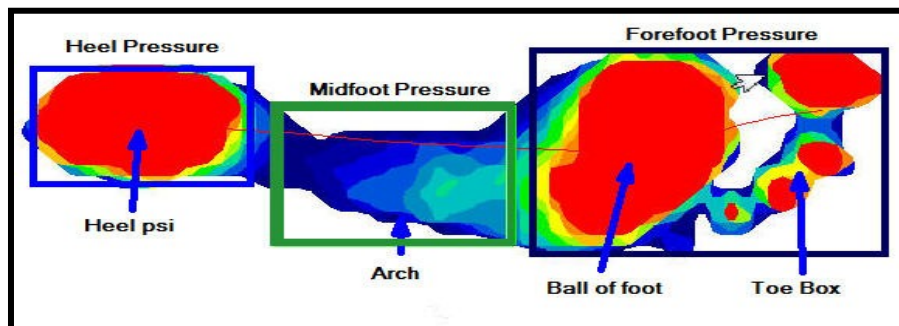 Heel Pressure
Midfoot Pressure
Forefoot Pressure
Heel psi
Arch
Ball of foot
Toe Box